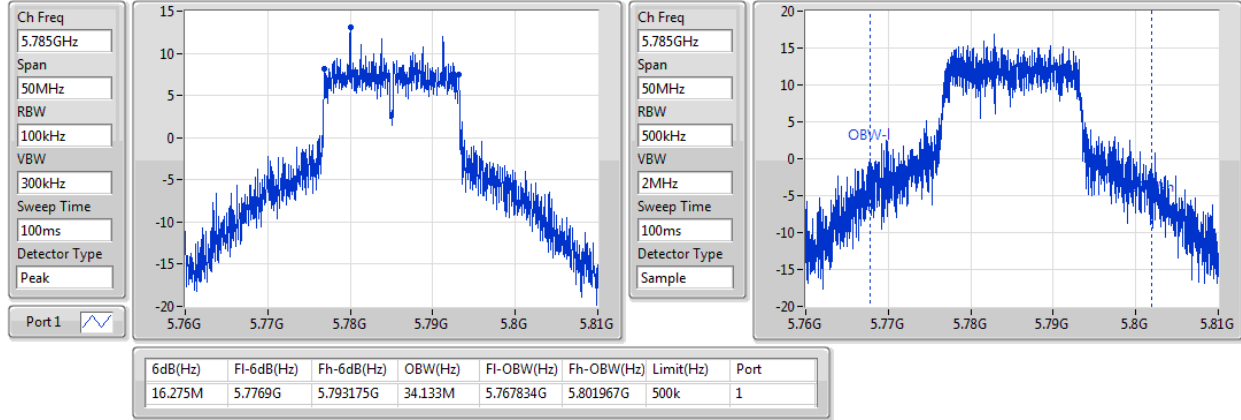 Ch Freq
5.785GHz
Span
50MHz
RBW
100kHz
VBW
300kHz
Sweep Time
100ms
Detector Type
Peak
Port 1
15
10
5
0
-5
-10
-15
-20
5.76G 5.77G 5.78G 5.79G 5.8G 5.81G
Ch Freq
5.785GHz
Span
50MHz
RBW
500kHz
VBW
2MHz
Sweep Time
100ms
Detector Type
Sample
20
15
10
5
0
-5
-10
-15
-20
OBW-l
5.76G 5.77G 5.78G 5.79G 5.8G 5.81G
6dB(Hz) Fl-6dB(Hz) Fh-6dB(Hz) OBW(Hz) Fl-OBW(Hz) Fh-OBW(Hz) Limit(Hz) Port
16.275M 5.7769G 5.793175G 34.133M 5.767834G 5.801967G 500k 1